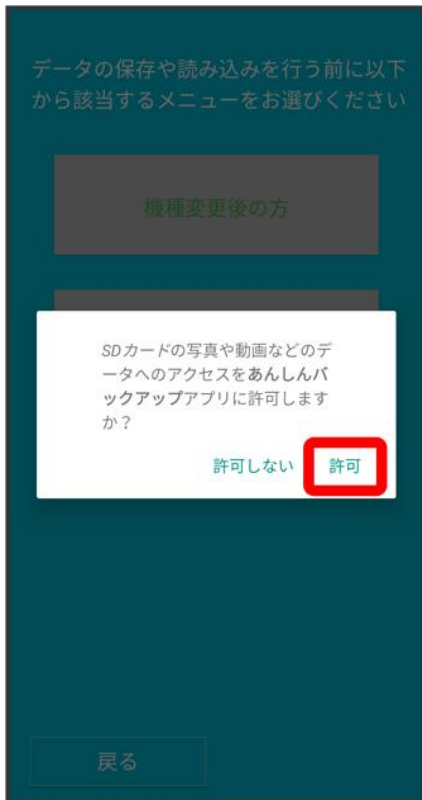 データの保存や読み込みを行う前に以下
から該当するメニューをお選びください
機種変更後の方
SDカードの写真や動画などのデ
ータへのアクセスをあんしんバ
ックアップアプリに許可します
か？
許可しない 許可
戻る